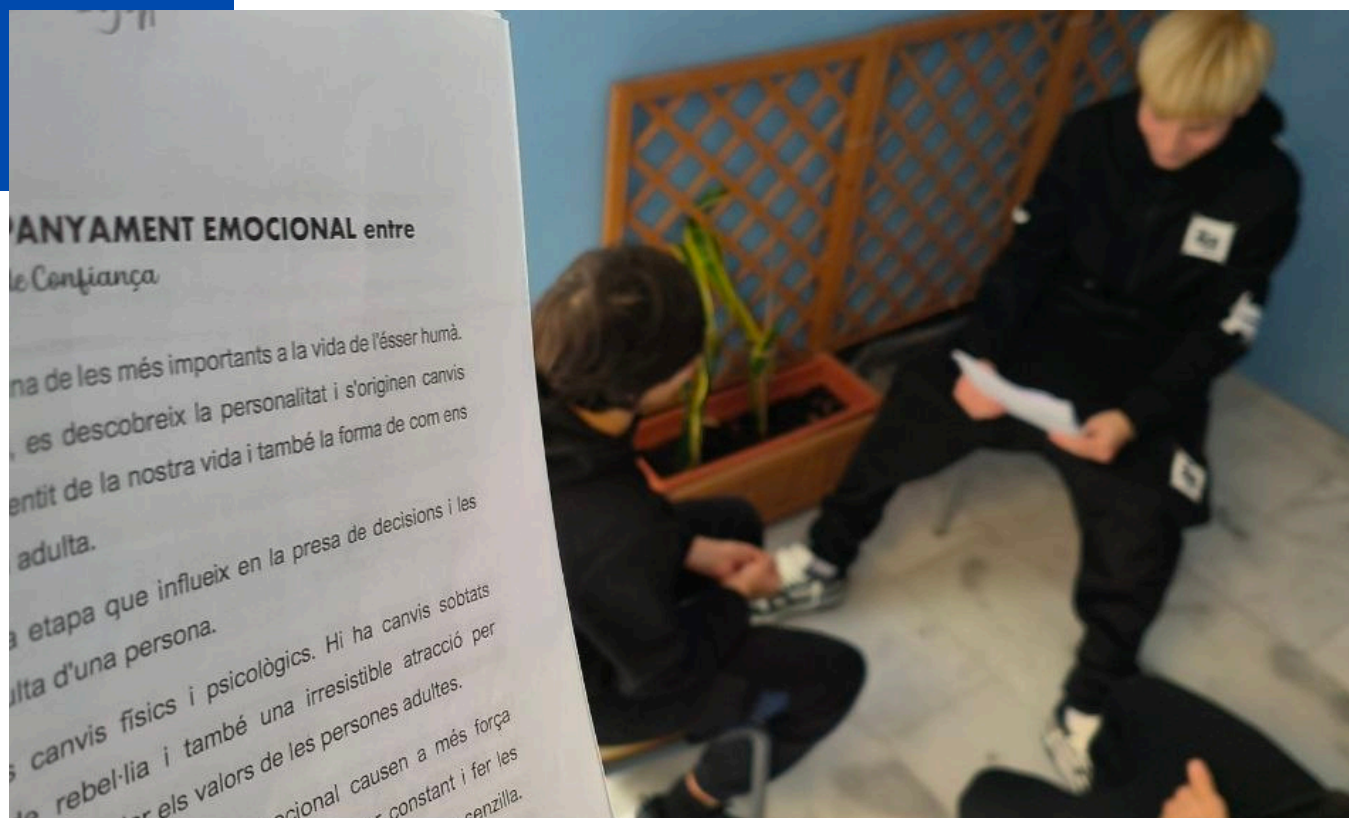 PANYAMENT EMOCIONAL entre
de Confiança
na de les més importants a la vida de l'ésser humà.
, es descobreix la personalitat i s'originen canvis
entit de la nostra vida i també la forma de com ens
adulta.
a etapa que influeix en la presa de decisions i les
ulta d'una persona.
s canvis físics i psicològics. Hi ha canvis sobtats
de rebel·lia i també una irresistible atracció per
els valors de les persones adultes.
ocional causen a més força
constant i fer les
senzilla.